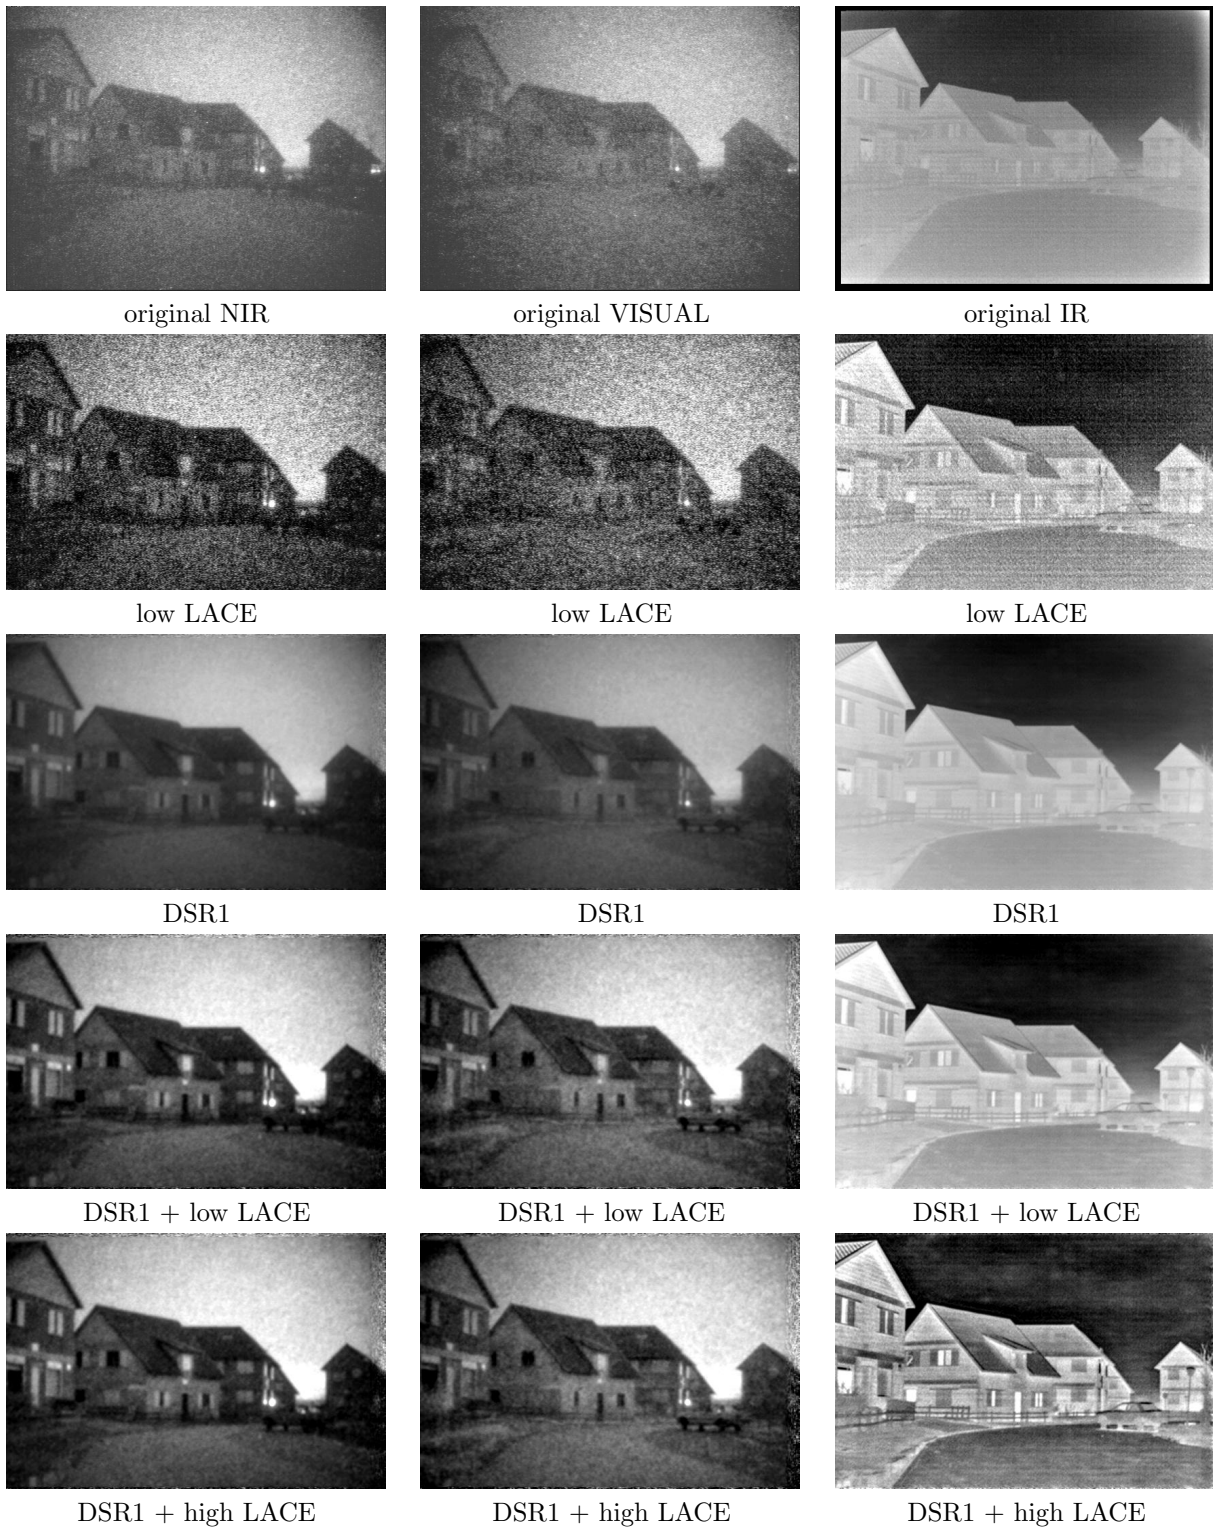 original NIR
original VISUAL
original IR
low LACE
low LACE
low LACE
DSR1
DSR1
DSR1
DSR1 + low LACE
DSR1 + low LACE
DSR1 + low LACE
DSR1 + high LACE
DSR1 + high LACE
DSR1 + high LACE